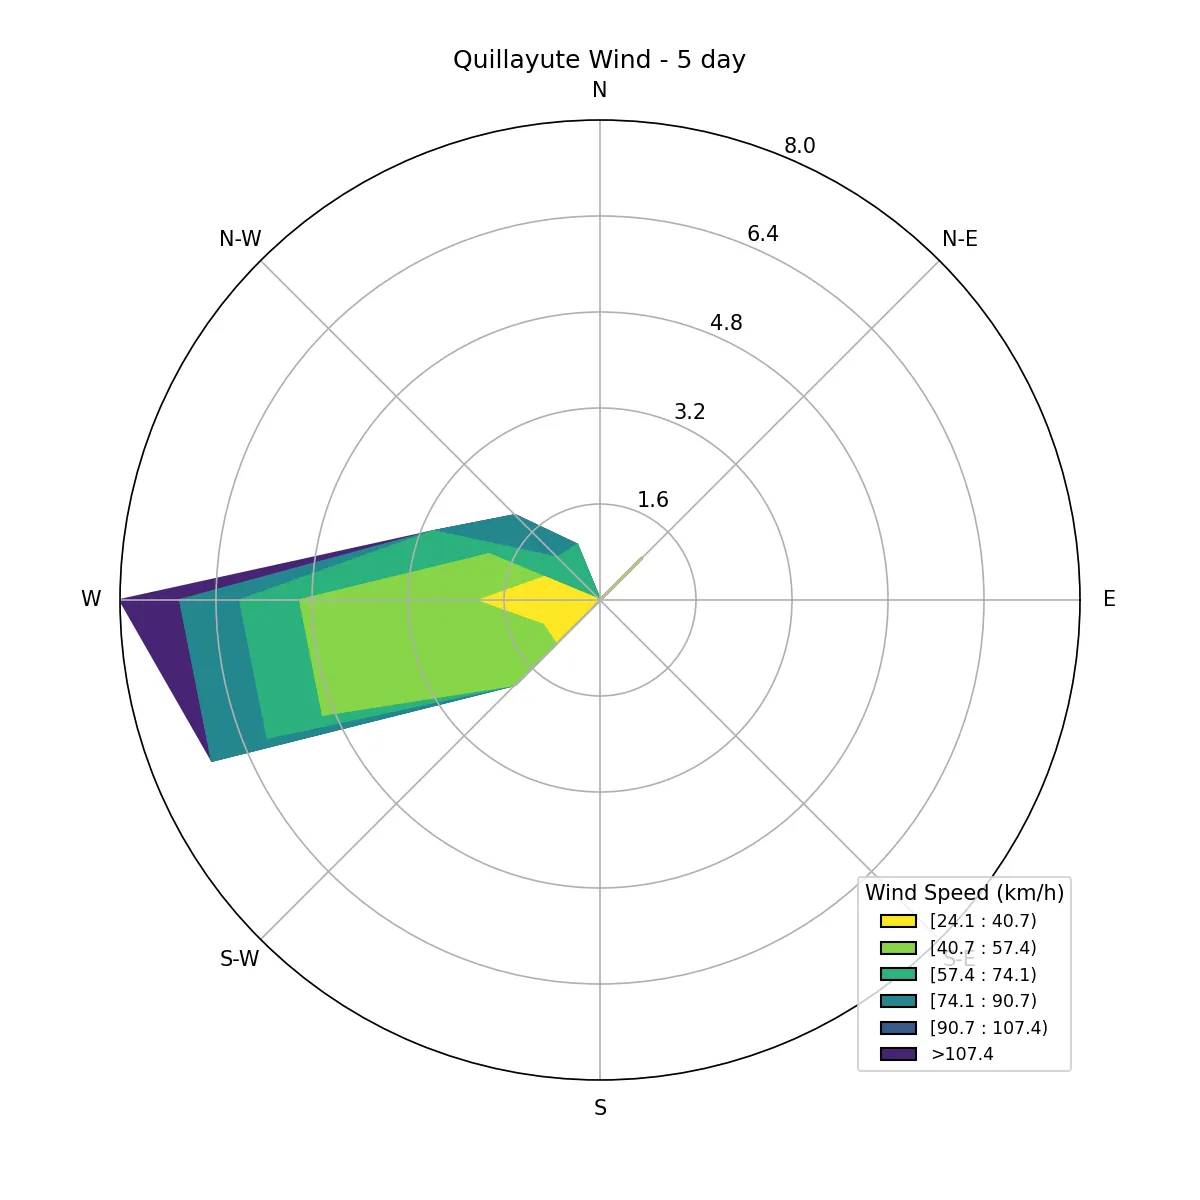 Quillayute Wind - 5 day
N
8.0
N-W
6.4
N-E
4.8
3.2
1.6
W
E
Wind Speed (km/h)
[24.1 : 40.7)
[40.7 : 57.4)
S-W
S-E
[57.4 : 74.1)
[74.1 : 90.7)
[90.7 : 107.4)
>107.4
S